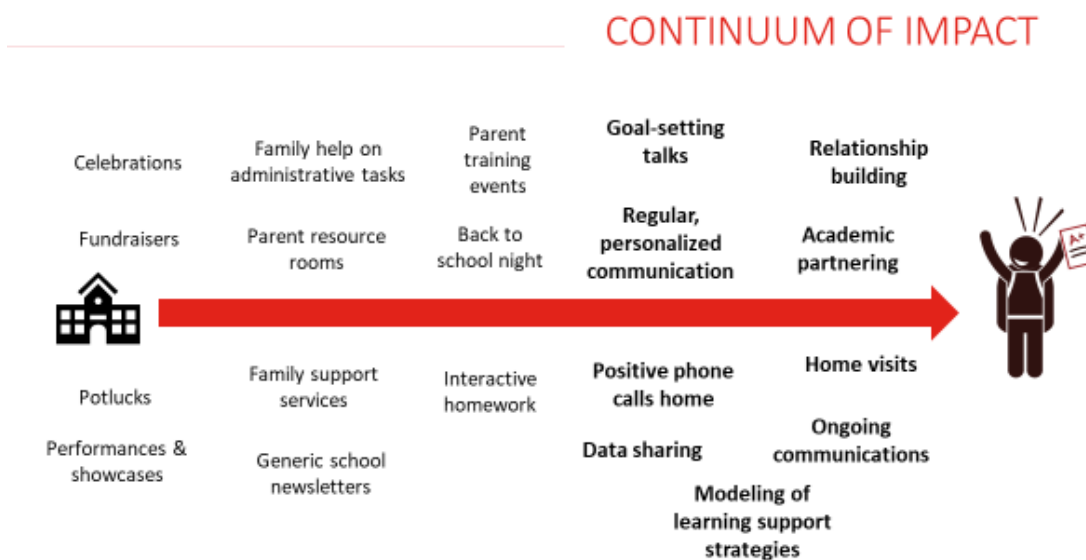 CONTINUUM OF IMPACT
Celebrations
Family help on
administrative tasks
Parent
training
events
Goal-setting
talks
Relationship
building
Fundraisers
Parent resource
rooms
Back to
school night
Regular,
personalized
communication
Academic
partnering
A+
Potlucks
Family support
services
Interactive
homework
Positive phone
calls home
Home visits
Performances &
showcases
Generic school
newsletters
Data sharing
Ongoing
communications
Modeling of
learning support
strategies